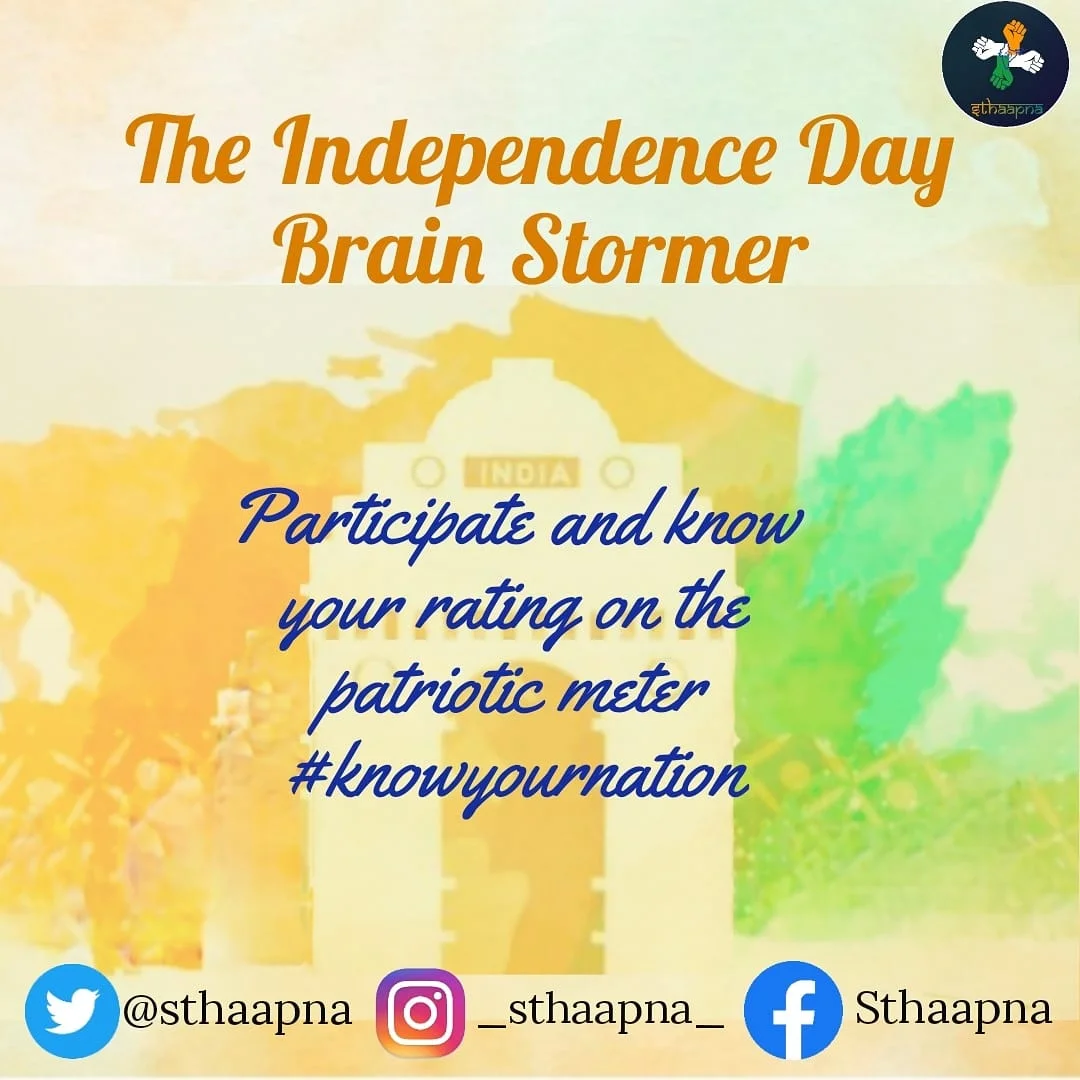 sthaapna
The Independence Day
Brain Stormer
INDIA
Participate and know
your rating on the
patriotic meter
#knowyournation
@sthaapna _sthaapna_ Sthaapna